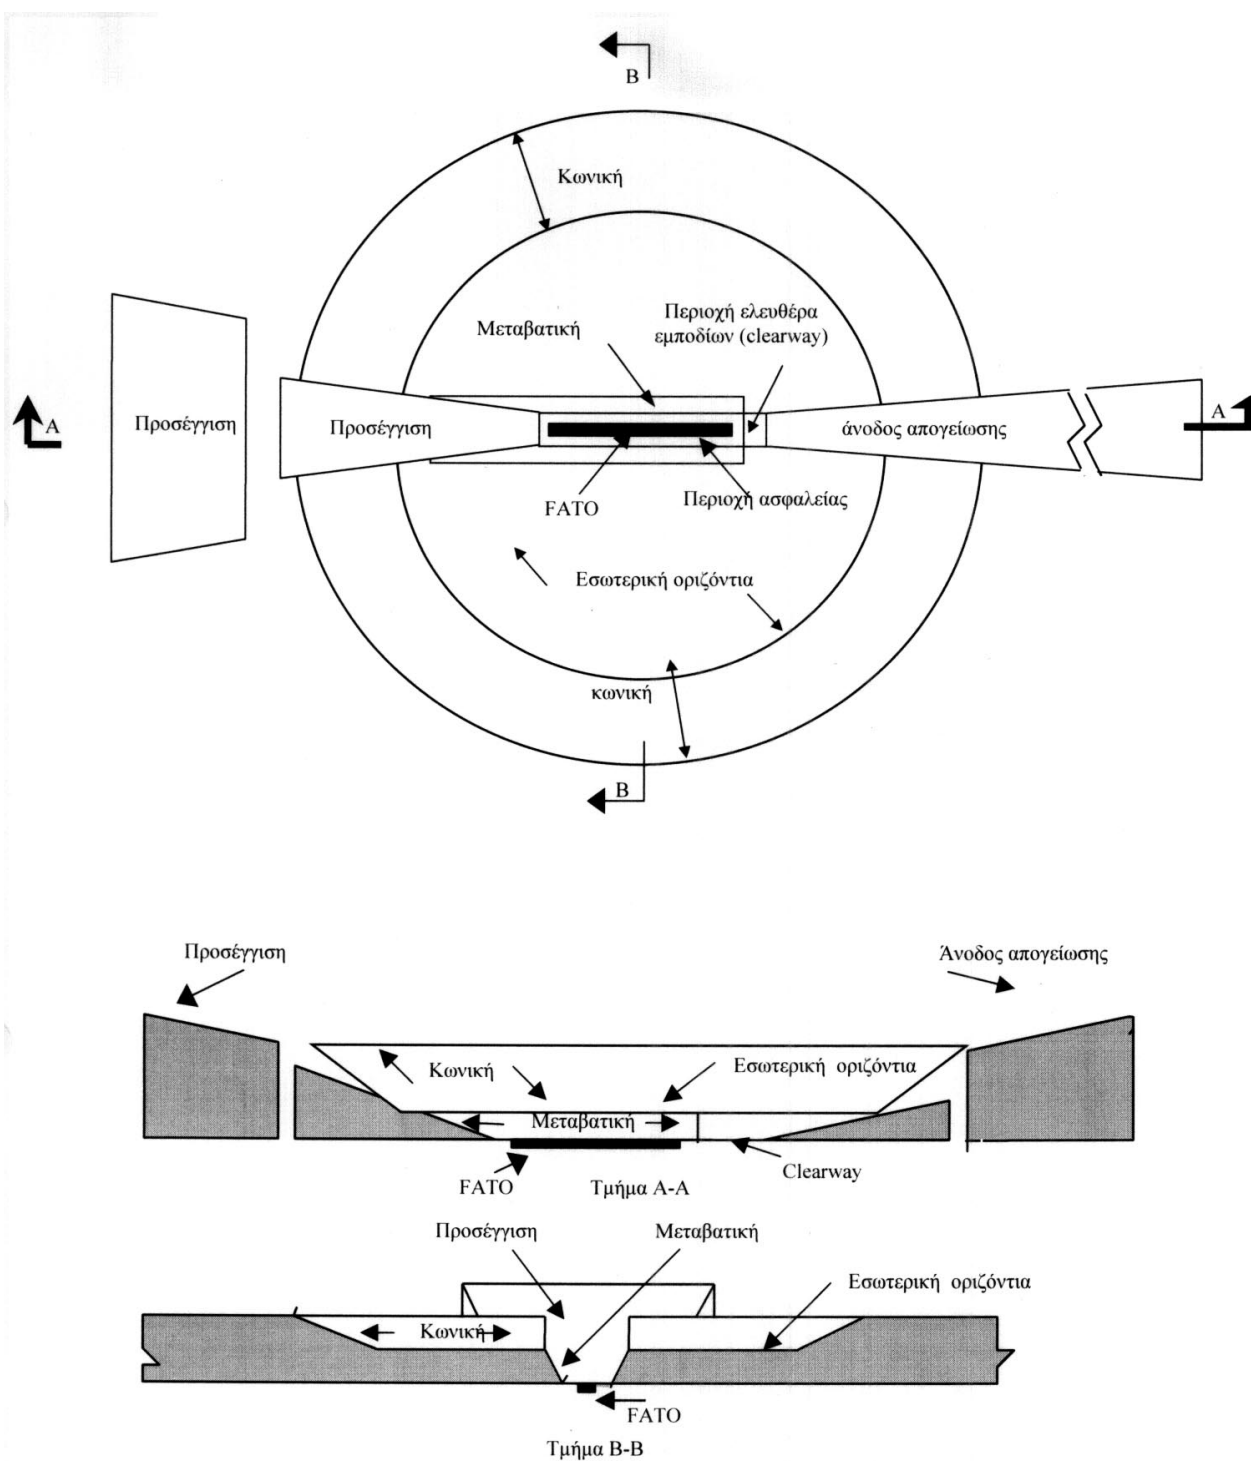 B
Κωνική
Περιοχή ελευθέρα
εμποδίων (clearway)
Μεταβατική
A
Προσέγγιση
Προσέγγιση
άνοδος απογείωσης
A
FATO
Περιοχή ασφαλείας
Εσωτερική οριζόντια
κωνική
B
Προσέγγιση
Άνοδος απογείωσης
Κωνική
Εσωτερική οριζόντια
Μεταβατική
FATO
Τμήμα Α-Α
Clearway
Προσέγγιση
Μεταβατική
Εσωτερική οριζόντια
Κωνική
FATO
Τμήμα Β-Β